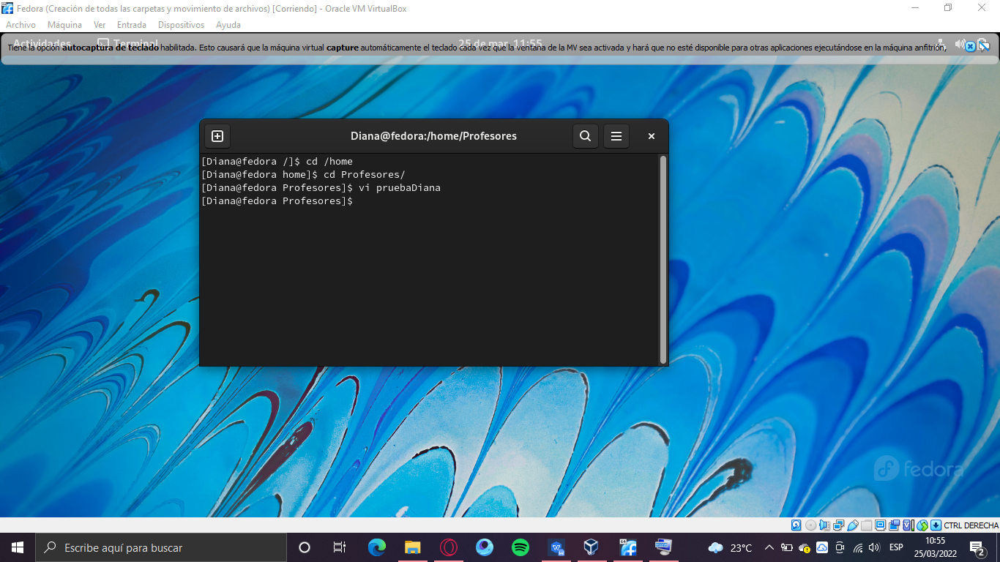 Fedora (Creación de todas las carpetas y movimiento de archivos) [Corriendo] - Oracle VM VirtualBox
Archivo Máquina Ver Entrada Dispositivos Ayuda
Actividades Terminal 25 de mar 11:55
Tiene la opción autocaptura de teclado habilitada. Esto causará que la máquina virtual capture automáticamente el teclado cada vez que la ventana de la MV sea activada y hará que no esté disponible para otras aplicaciones ejecutándose en la máquina anfitrión,
Diana@fedora:/home/Profesores
[Diana@fedora /]$ cd /home
[Diana@fedora home]$ cd Profesores/
[Diana@fedora Profesores]$ vi pruebaDiana
[Diana@fedora Profesores]$
fedora
CTRL DERECHA
Escribe aquí para buscar
23°C
ESP
10:55
25/03/2022
2